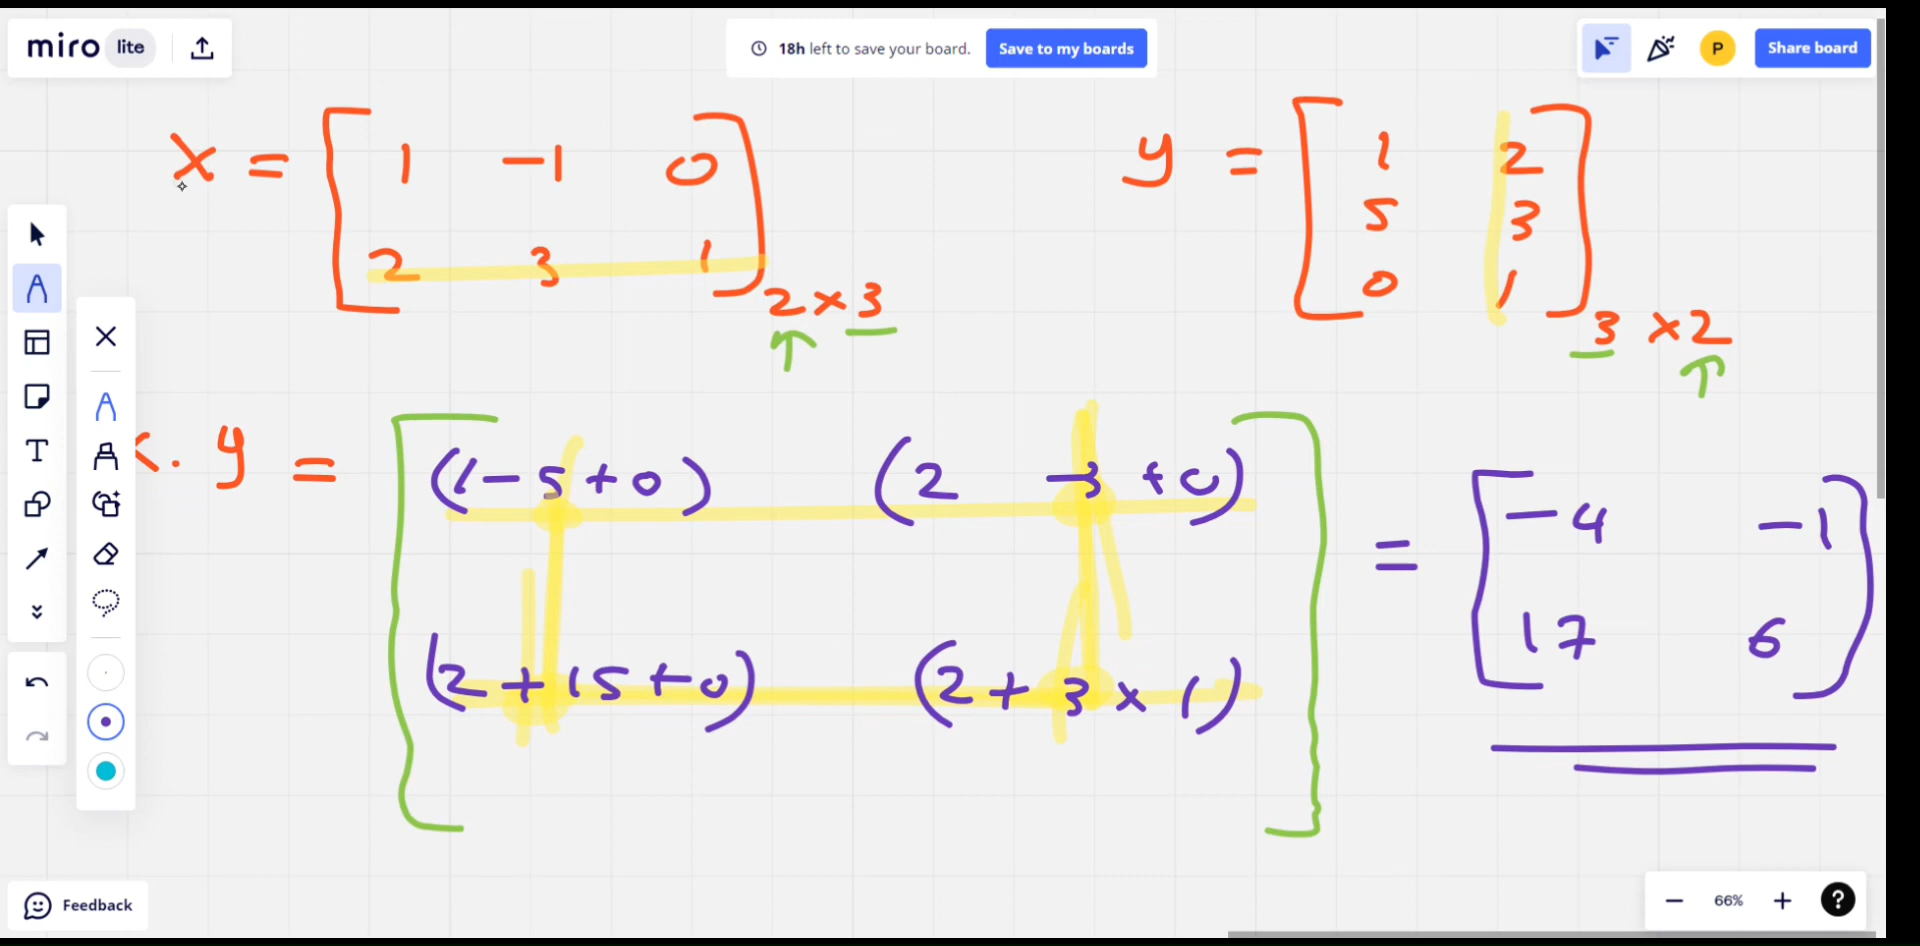 miro lite
18h left to save your board. Save to my boards
P Share board
x = [ 1 -1 0
2 3 1 ] 2 × 3
y = [ 1 2
5 3
0 1 ] 3 × 2
x . y = [ (1 - 5 + 0) (2 - 3 + 0)
(2 + 15 + 0) (2 + 3 × 1) ]
= [ -4 -1
17 6 ]
T
Feedback
66%
?